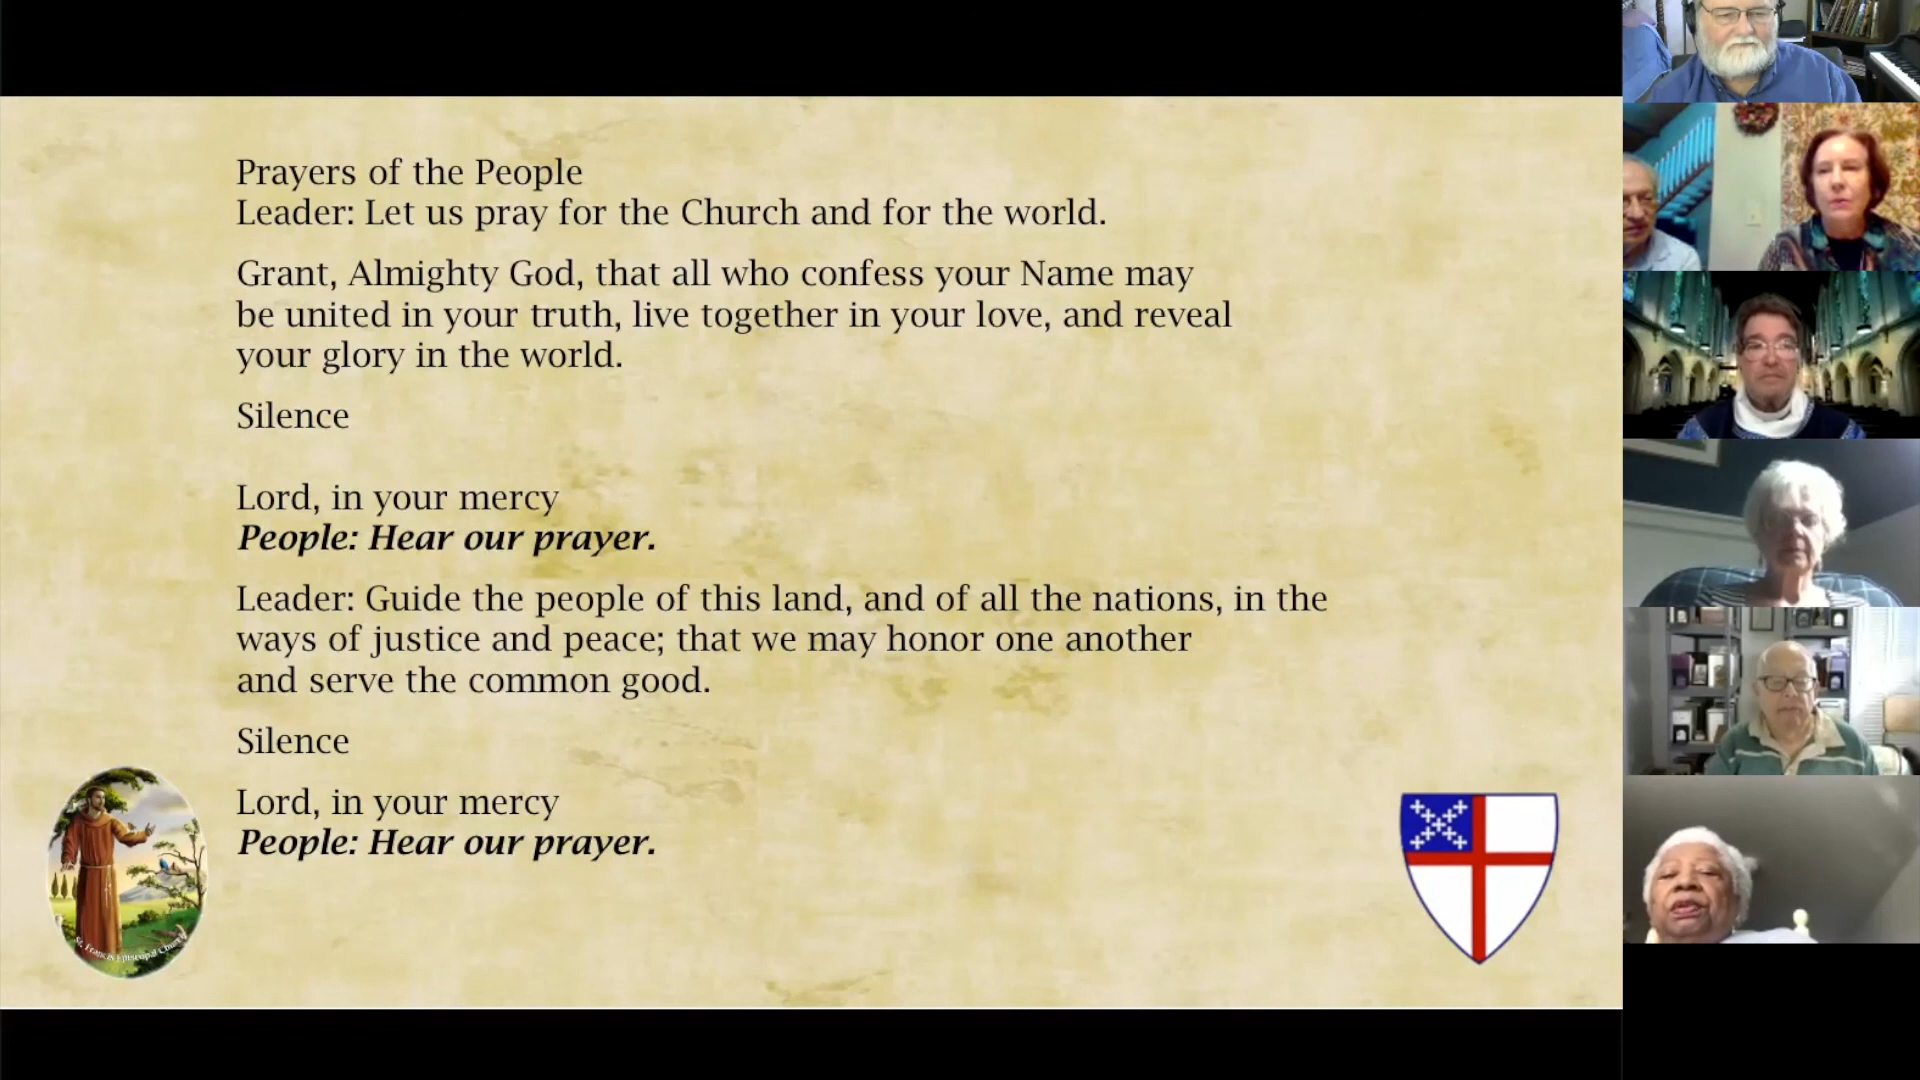 Prayers of the People
Leader: Let us pray for the Church and for the world.
Grant, Almighty God, that all who confess your Name may
be united in your truth, live together in your love, and reveal
your glory in the world.
Silence
Lord, in your mercy
People: Hear our prayer.
Leader: Guide the people of this land, and of all the nations, in the
ways of justice and peace; that we may honor one another
and serve the common good.
Silence
Lord, in your mercy
People: Hear our prayer.
St. Francis Episcopal Church